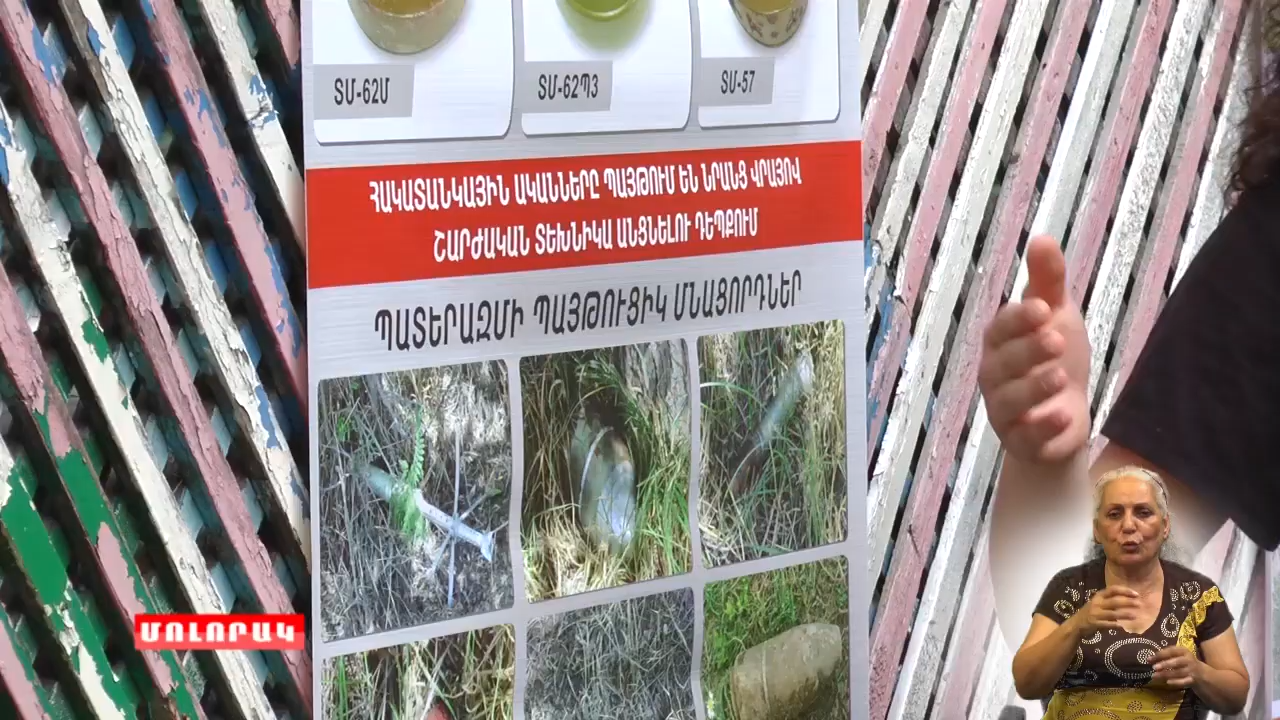 ՏՄ-62Մ
ՏՄ-62Պ3
ՏՄ-57
ՀԱԿԱՏԱՆԿԱՅԻՆ ԱԿԱՆՆԵՐԸ ՊԱՅԹՈՒՄ ԵՆ ՆՐԱՆՑ ՎՐԱՅՈՎ
ՇԱՐԺԱԿԱՆ ՏԵԽՆԻԿԱ ԱՆՑՆԵԼՈՒ ԴԵՊՔՈՒՄ
ՊԱՏԵՐԱԶՄԻ ՊԱՅԹՈՒՑԻԿ ՄՆԱՑՈՐԴՆԵՐ
ՄՈԼՈՐԱԿ